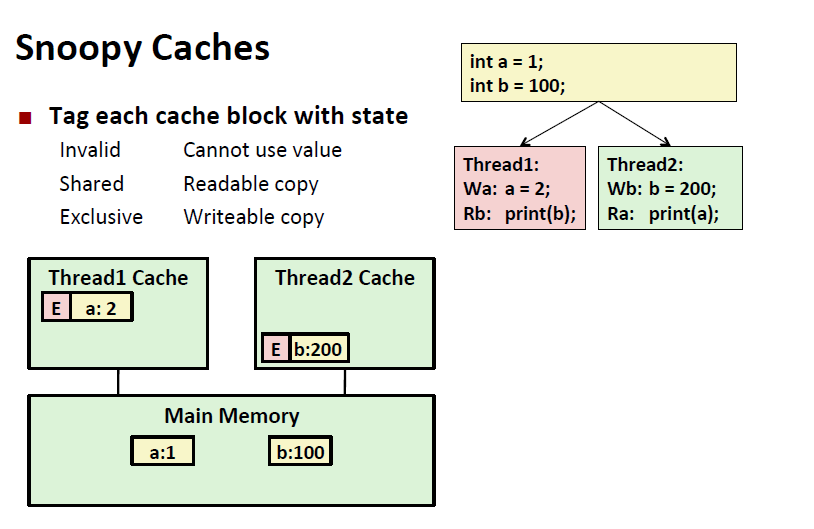 Snoopy Caches
Tag each cache block with state
Invalid Cannot use value
Shared Readable copy
Exclusive Writeable copy
int a = 1;
int b = 100;
Thread1:
Wa: a = 2;
Rb: print(b);
Thread2:
Wb: b = 200;
Ra: print(a);
Thread1 Cache
E a: 2
Thread2 Cache
E b:200
Main Memory
a:1
b:100